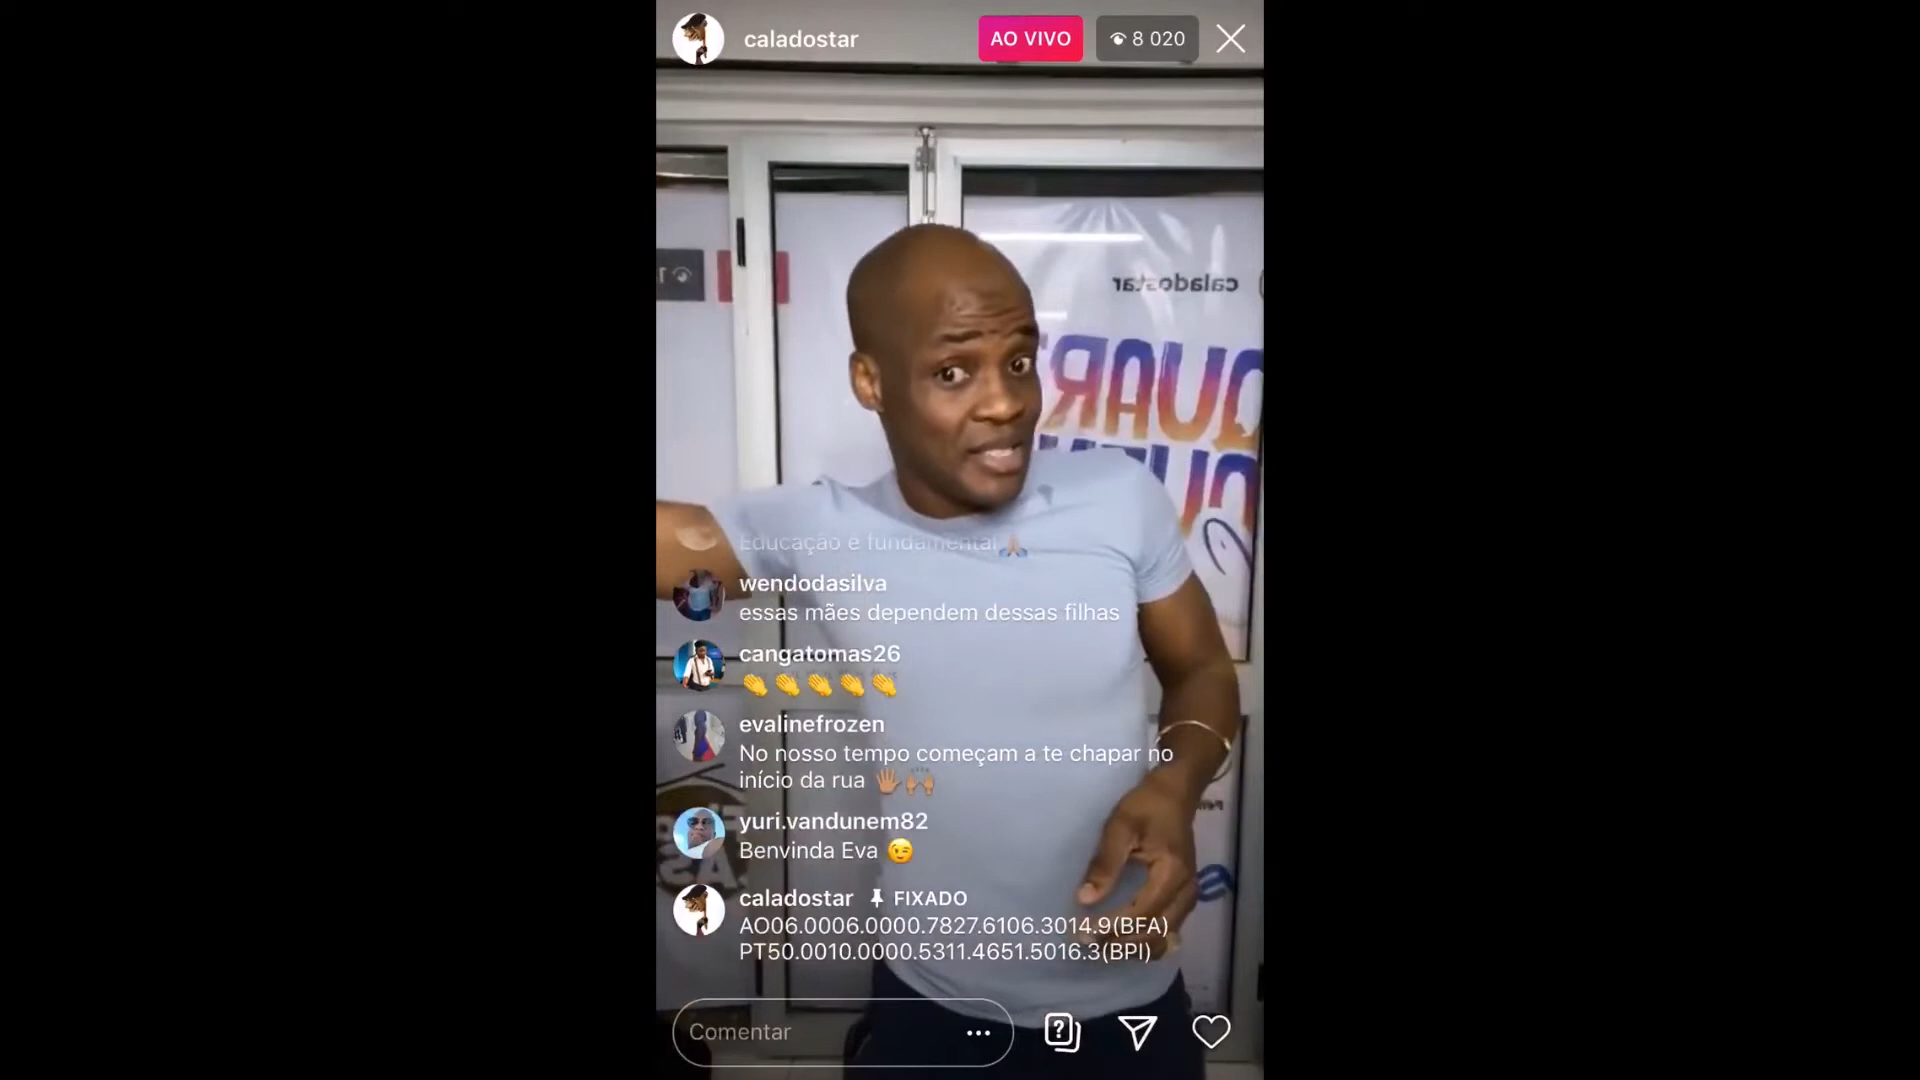 caladostar
AO VIVO
8 020
caladostar
QUAR
Educação é fundamental🙏🏽
wendodasilva
essas mães dependem dessas filhas
cangatomas26
👏👏👏👏👏
evalinefrozen
No nosso tempo começam a te chapar no
início da rua 🖐🏽🙌🏽
yuri.vandunem82
Benvinda Eva 😉
caladostar FIXADO
AO06.0006.0000.7827.6106.3014.9(BFA)
PT50.0010.0000.5311.4651.5016.3(BPI)
Comentar